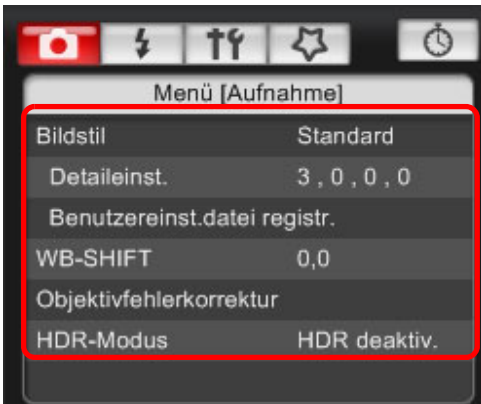 Menü [Aufnahme]
Bildstil Standard
Detaileinst. 3 , 0 , 0 , 0
Benutzereinst.datei registr.
WB-SHIFT 0,0
Objektivfehlerkorrektur
HDR-Modus HDR deaktiv.